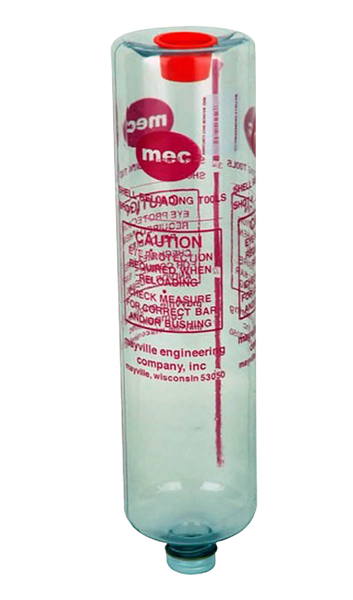 mec
mec
SHELL RELOADING TOOLS
CAUTION
EYE PROTECTION
REQUIRED WHEN
RELOADING
CHECK MEASURE
FOR CORRECT BAR
AND/OR BUSHING
mayville engineering
company, inc
mayville, wisconsin 53050